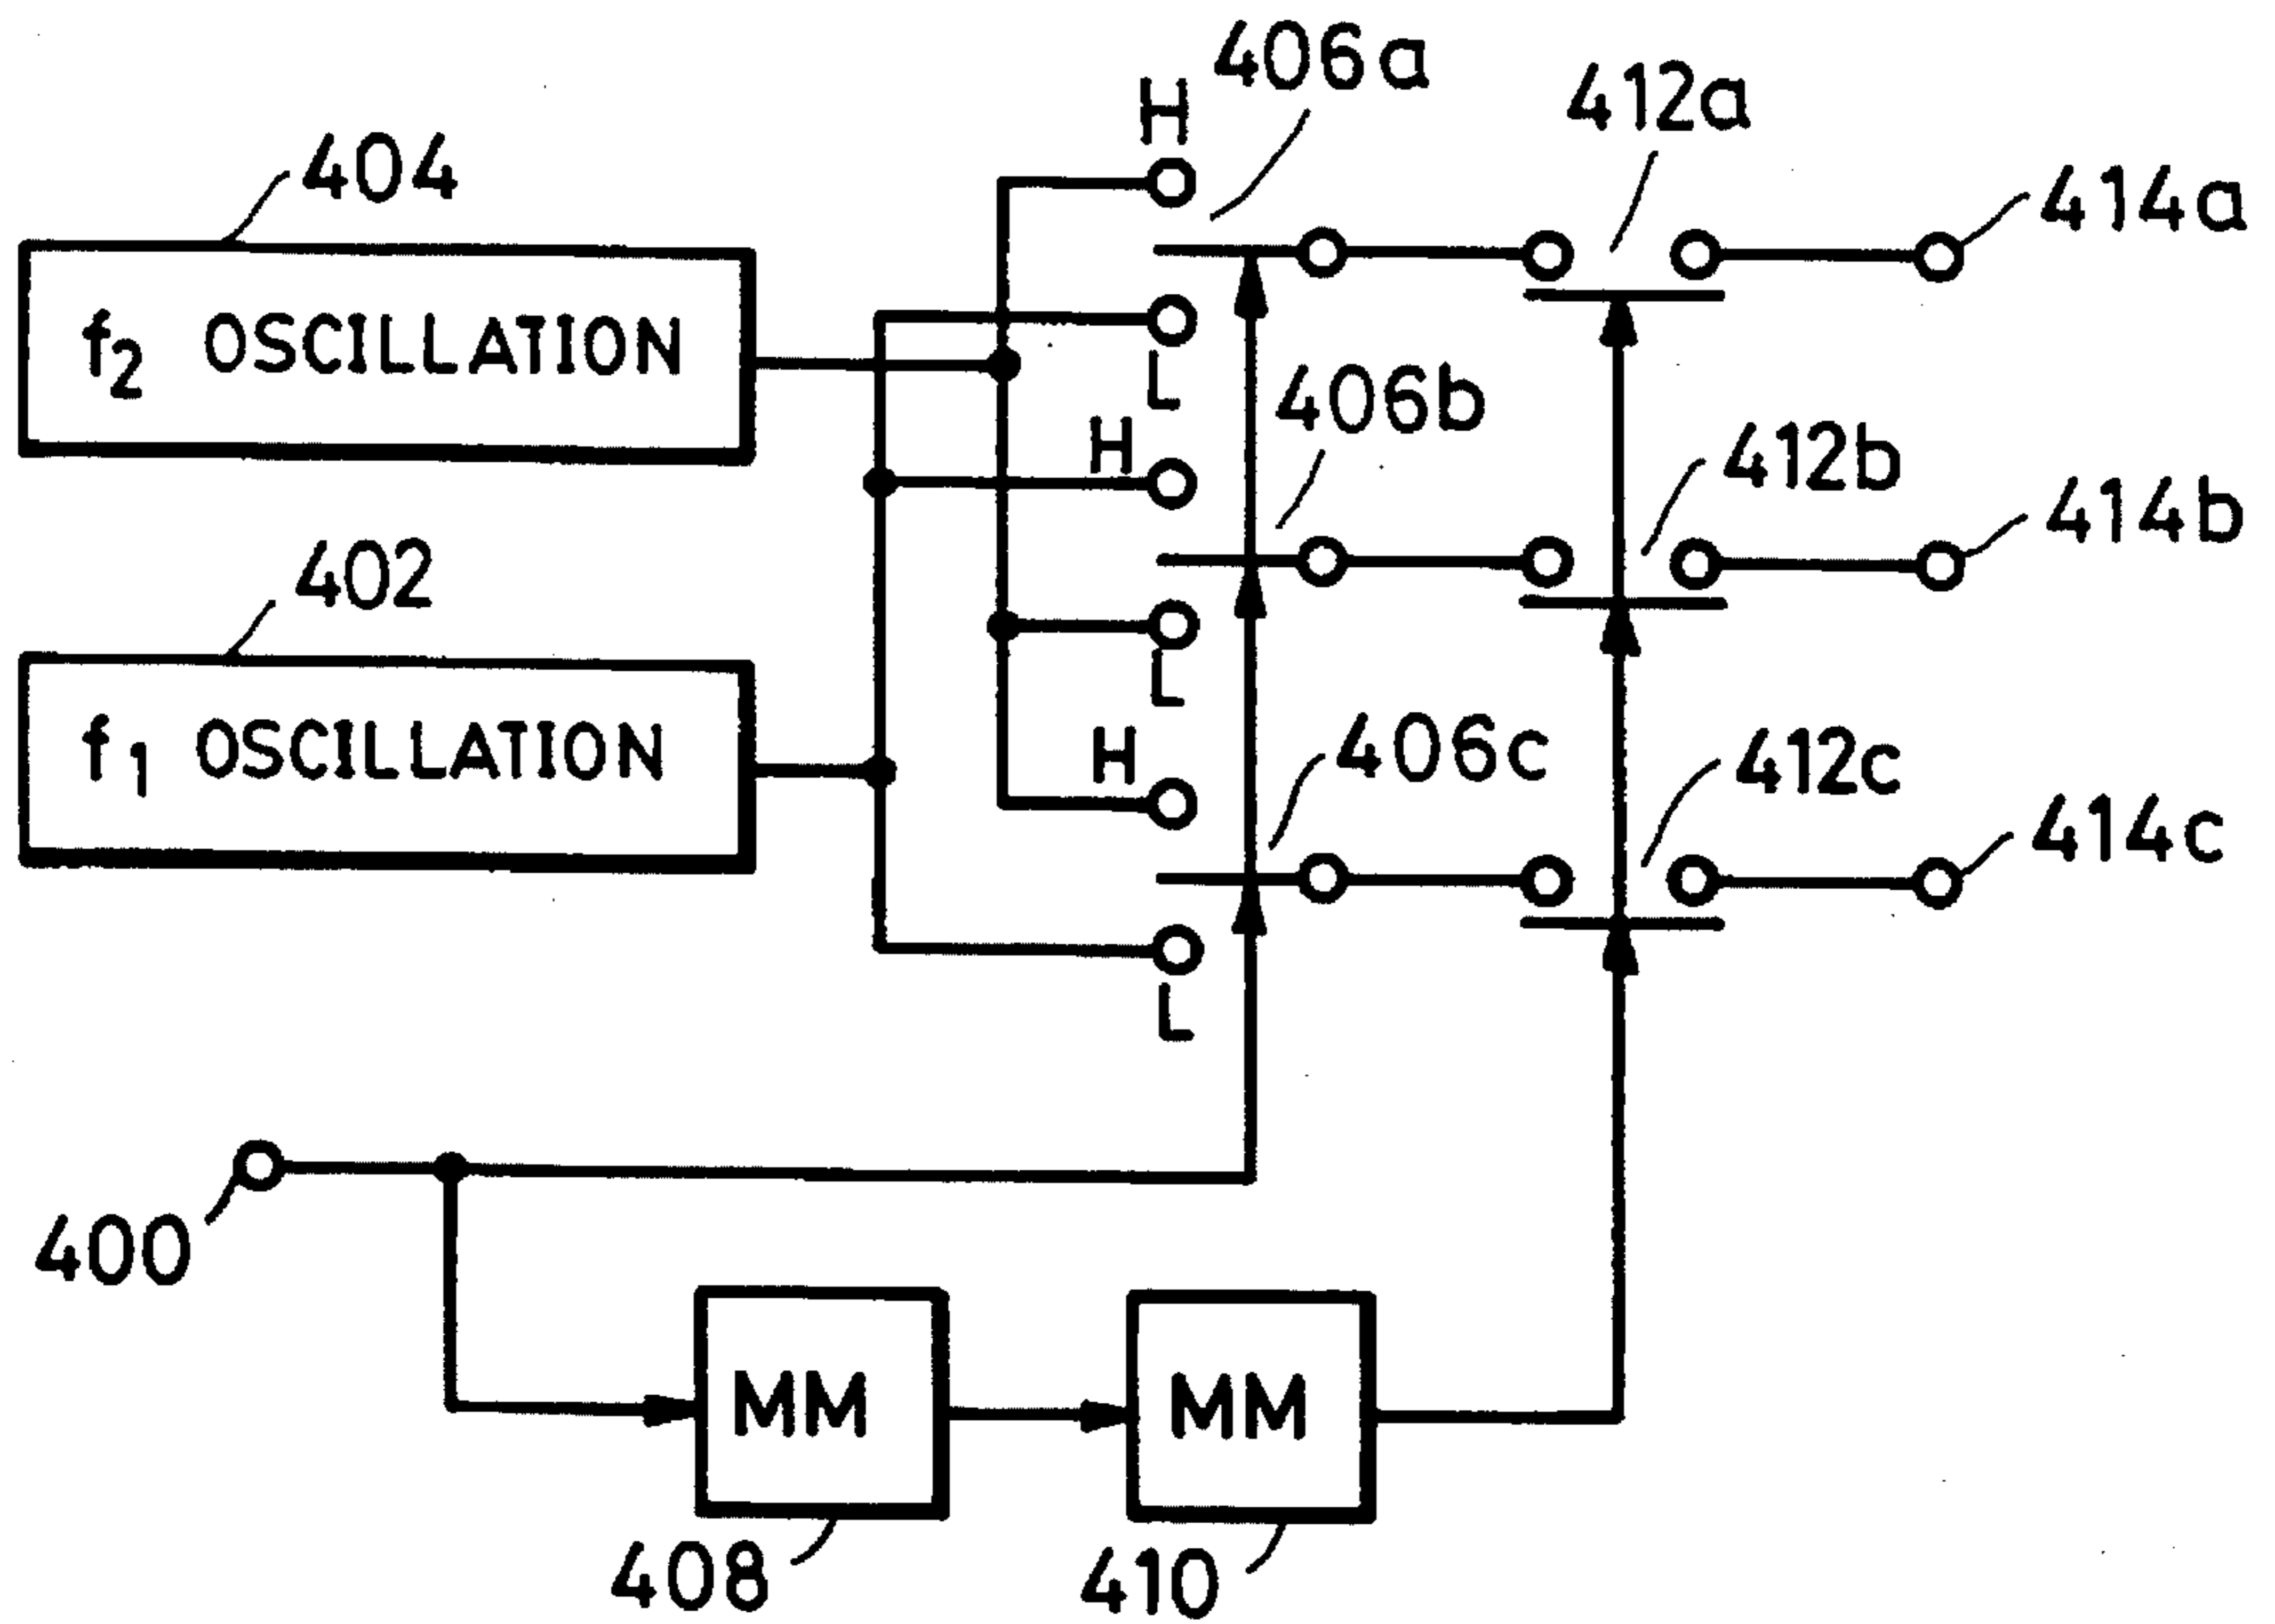 406a
H
412a
404
414a
f2 OSCILLATION
L
406b
H
412b
414b
402
L
406c
H
412c
f1 OSCILLATION
414c
L
400
MM
MM
408
410